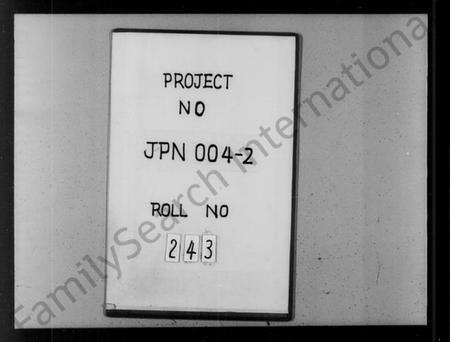 PROJECT
NO
JPN 004-2
ROLL NO
243
FamilySearch International